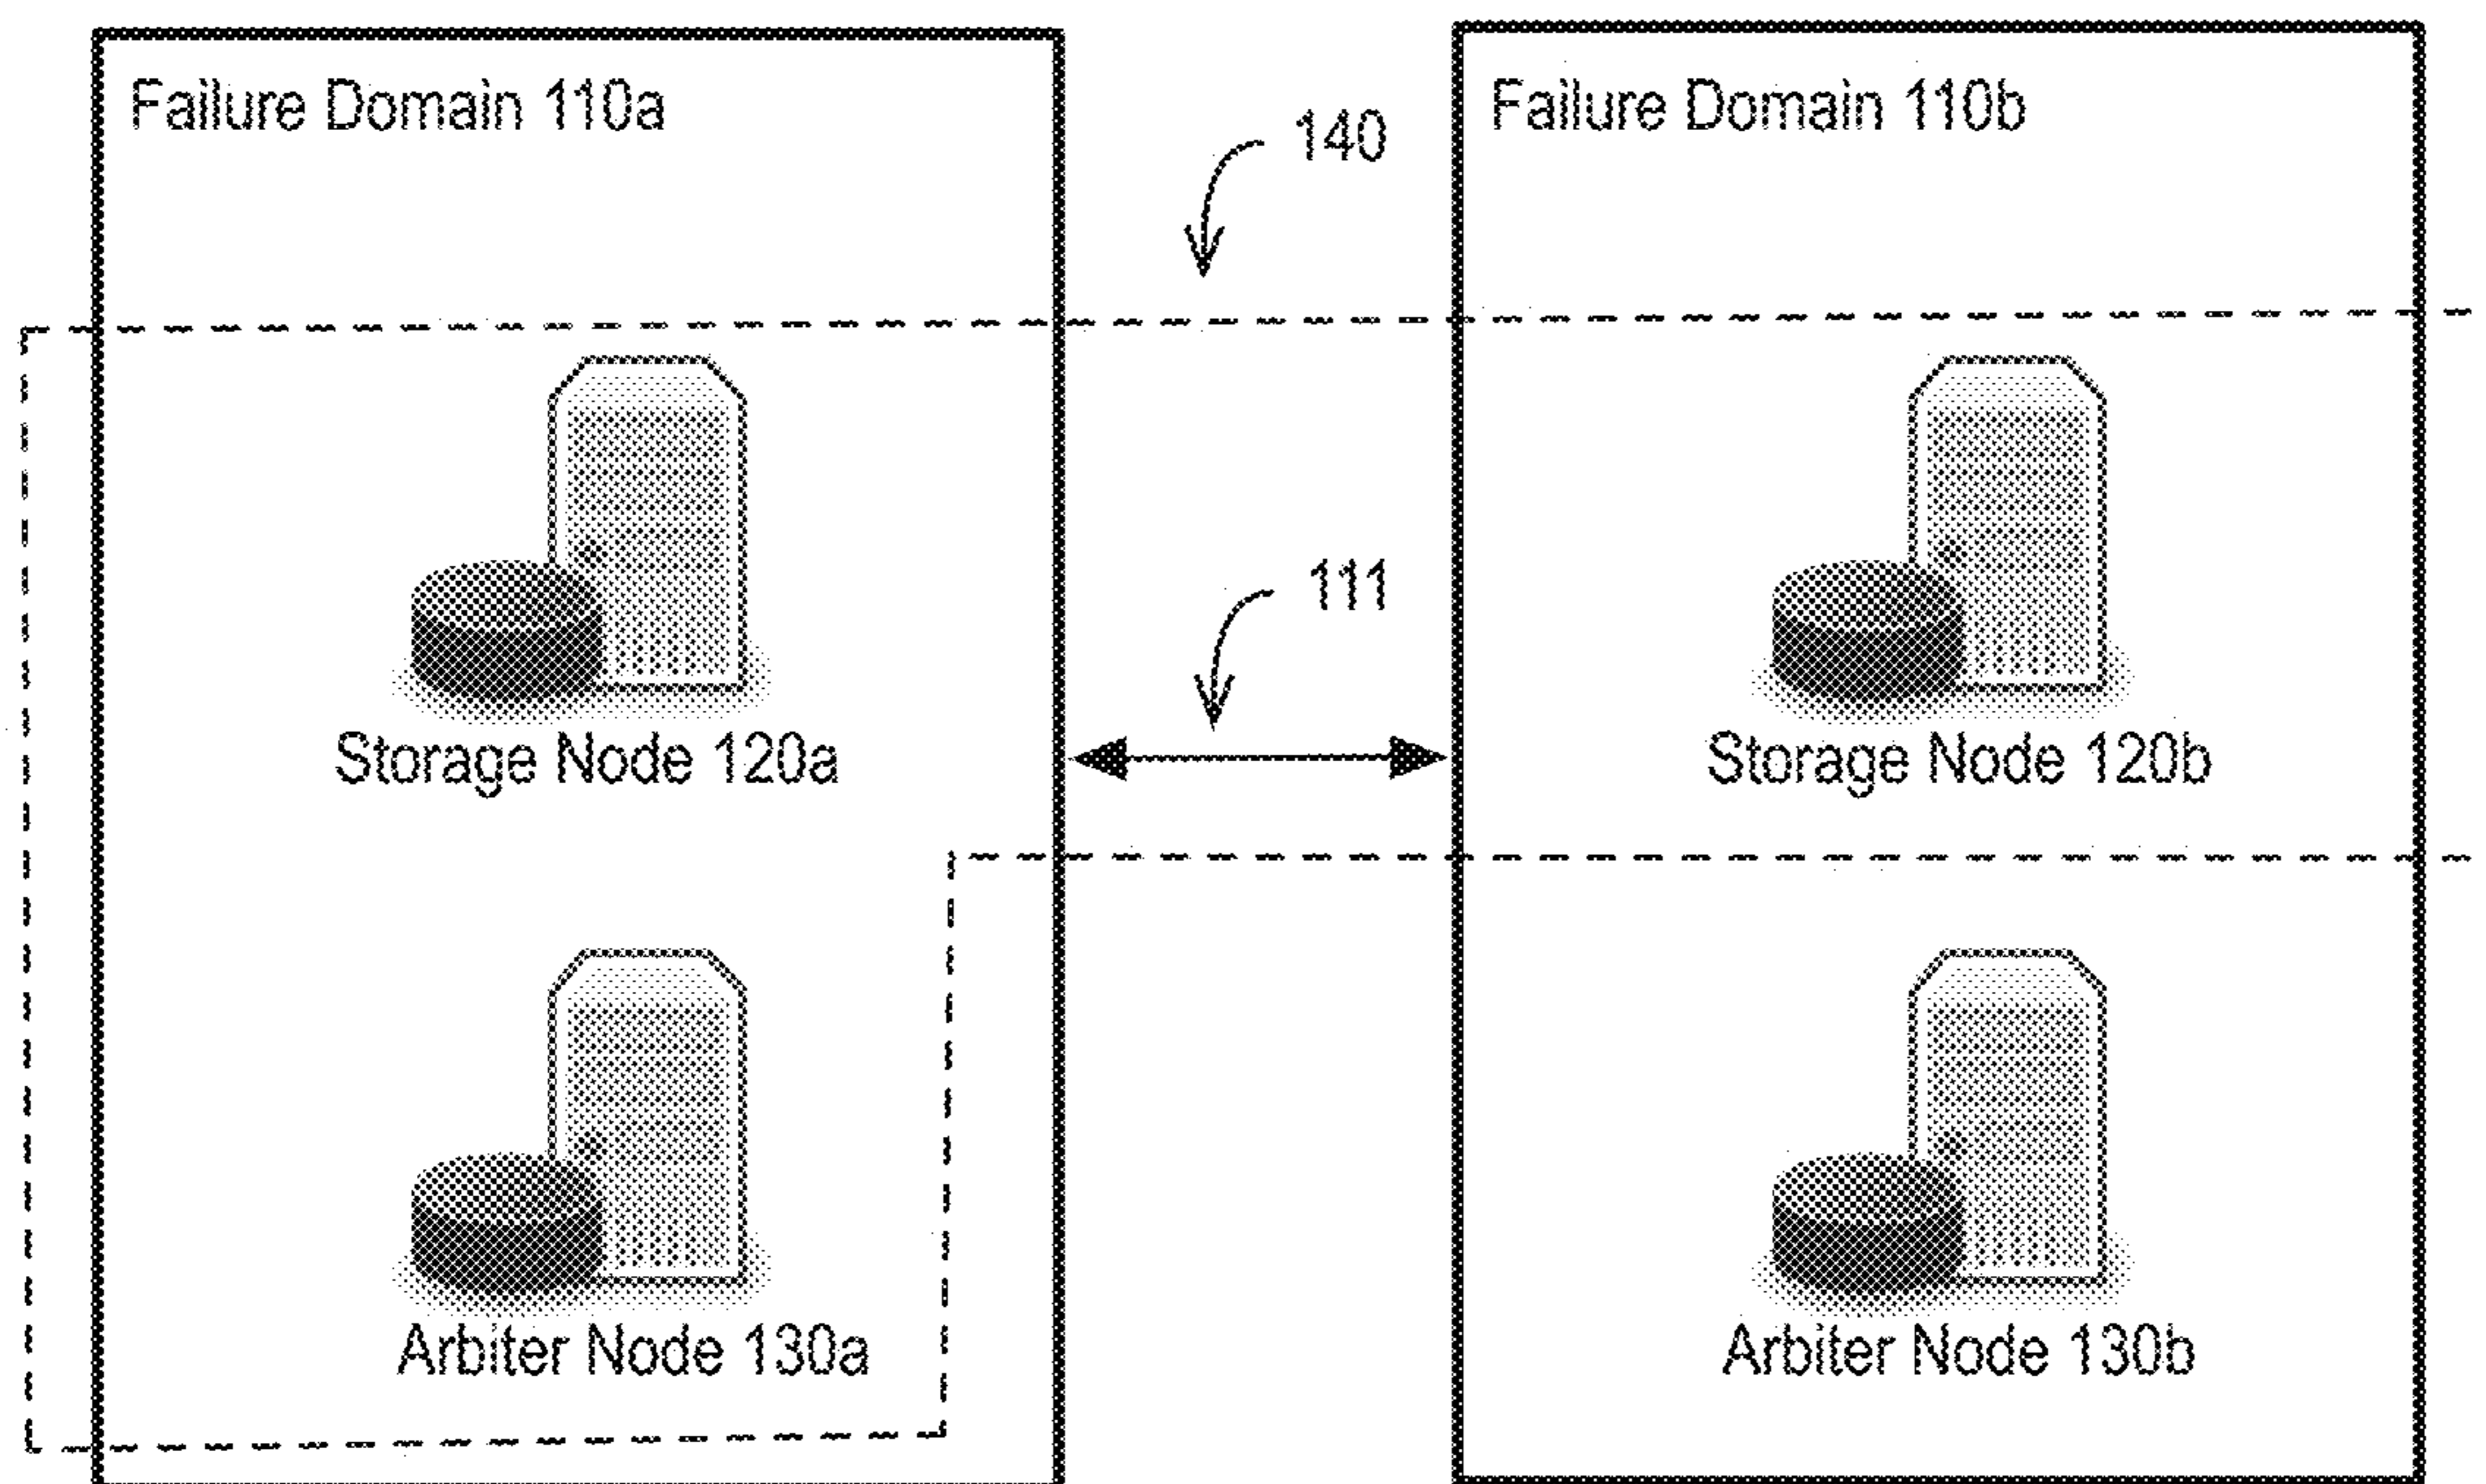 Failure Domain 110a
Failure Domain 110b
140
111
Storage Node 120a
Storage Node 120b
Arbiter Node 130a
Arbiter Node 130b